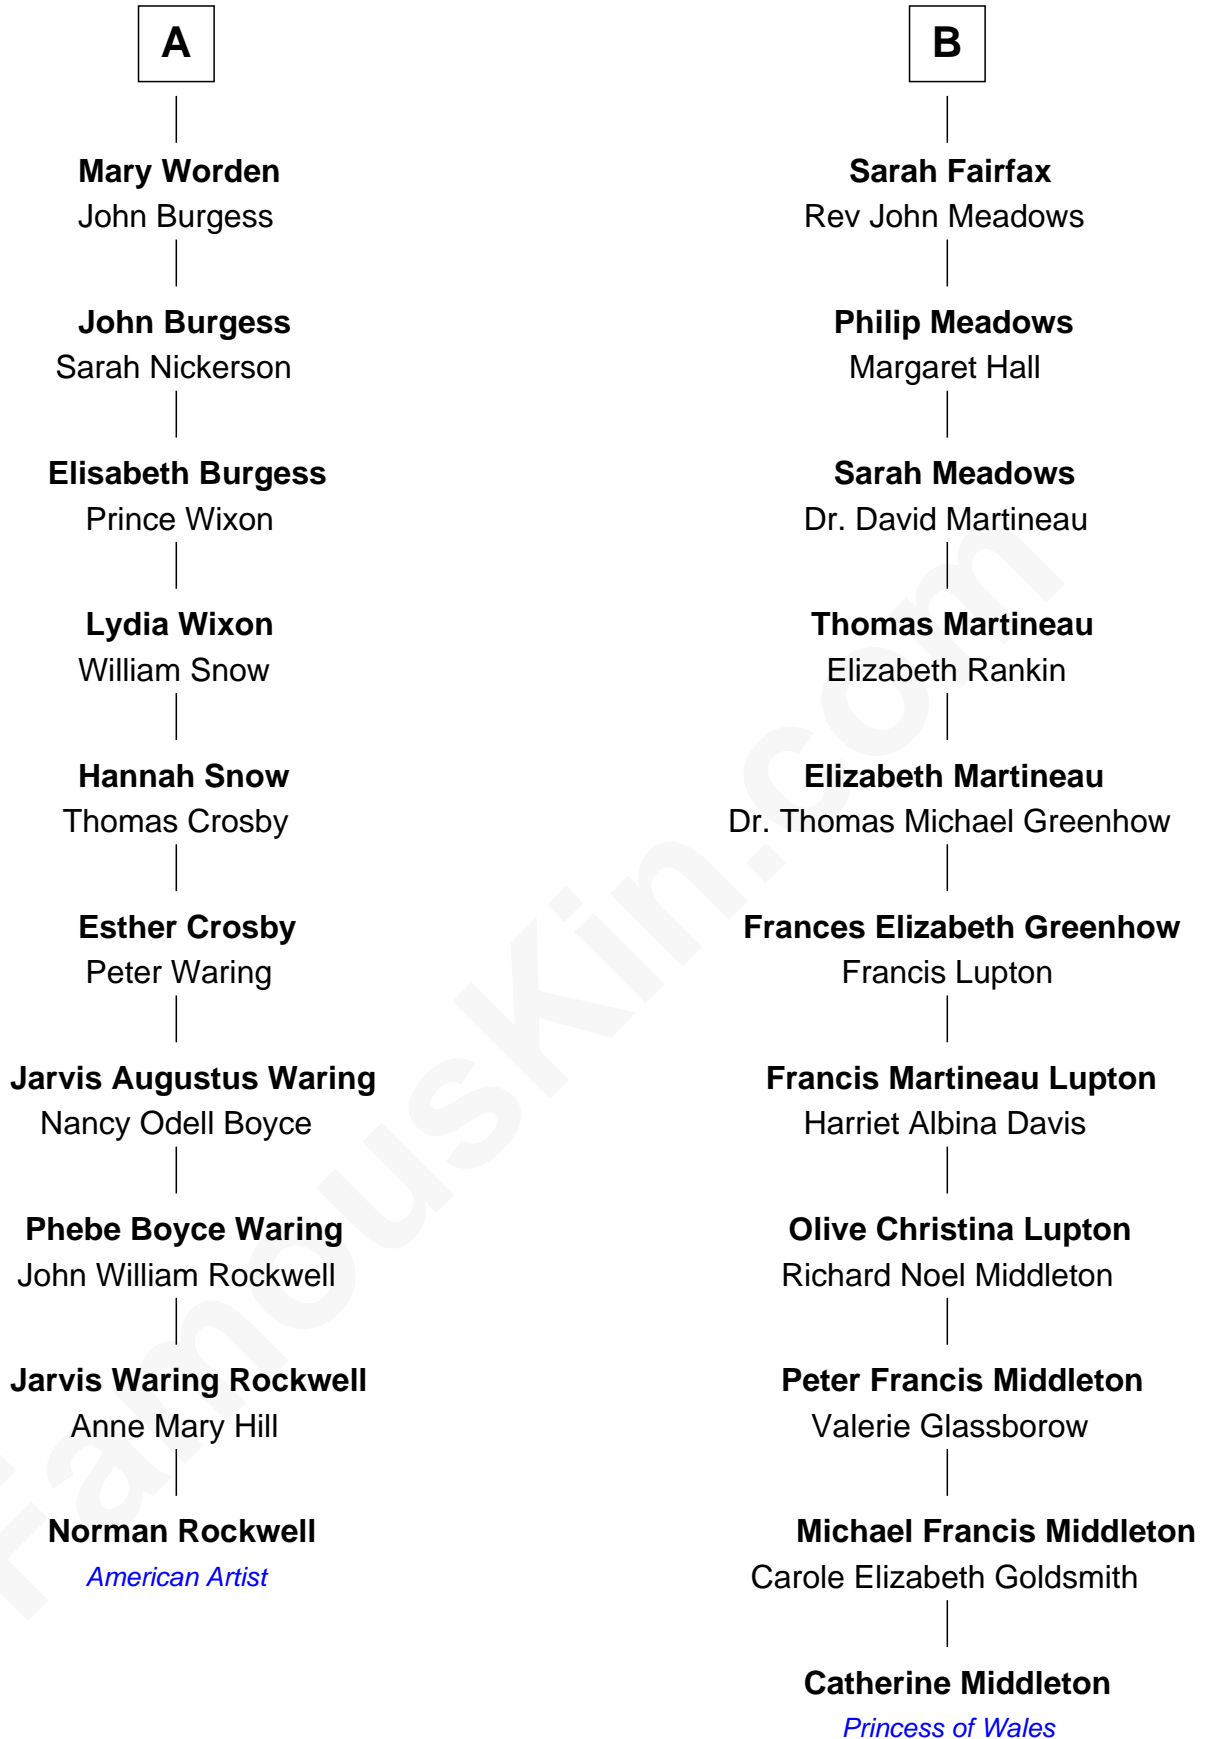 A
Mary Worden
John Burgess
John Burgess
Sarah Nickerson
Elisabeth Burgess
Prince Wixon
Lydia Wixon
William Snow
Hannah Snow
Thomas Crosby
Esther Crosby
Peter Waring
Jarvis Augustus Waring
Nancy Odell Boyce
Phebe Boyce Waring
John William Rockwell
Jarvis Waring Rockwell
Anne Mary Hill
Norman Rockwell
American Artist
B
Sarah Fairfax
Rev John Meadows
Philip Meadows
Margaret Hall
Sarah Meadows
Dr. David Martineau
Thomas Martineau
Elizabeth Rankin
Elizabeth Martineau
Dr. Thomas Michael Greenhow
Frances Elizabeth Greenhow
Francis Lupton
Francis Martineau Lupton
Harriet Albina Davis
Olive Christina Lupton
Richard Noel Middleton
Peter Francis Middleton
Valerie Glassborow
Michael Francis Middleton
Carole Elizabeth Goldsmith
Catherine Middleton
Princess of Wales
FamousKin.com